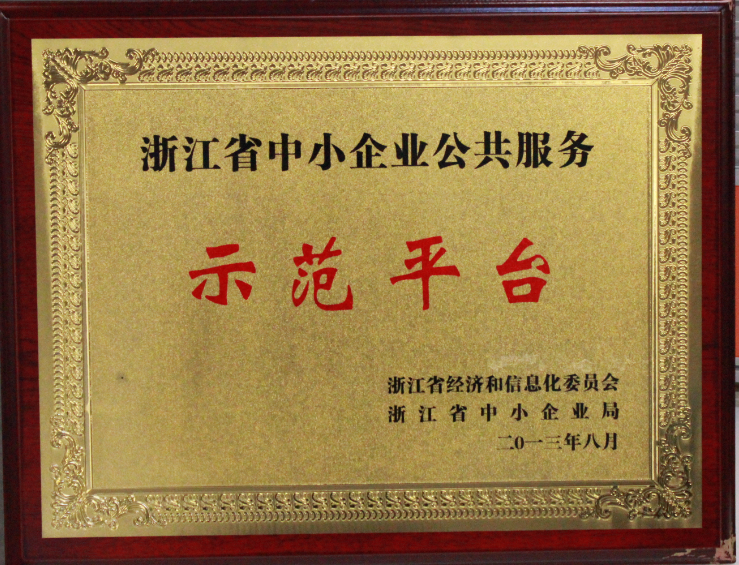 浙江省中小企业公共服务
示范平台
浙江省经济和信息化委员会
浙江省中小企业局
二0一三年八月